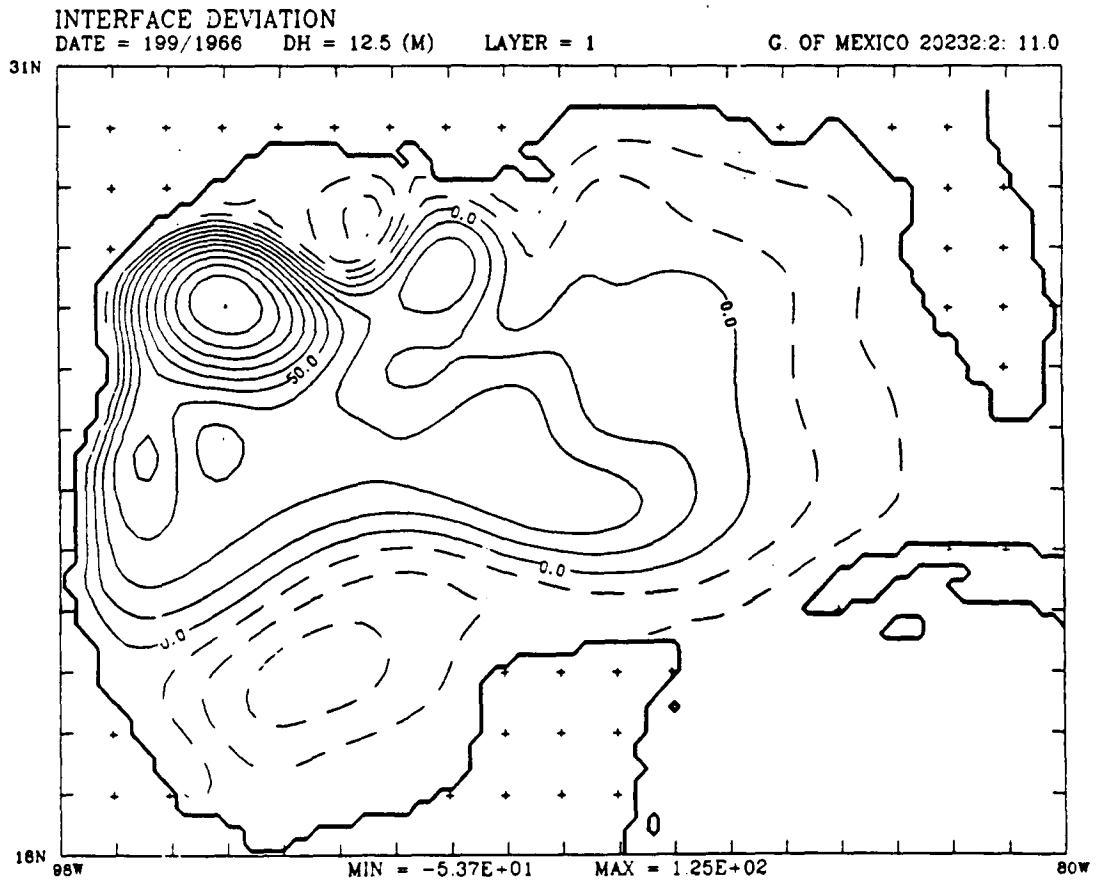 INTERFACE DEVIATION
DATE = 199/1966 DH = 12.5 (M) LAYER = 1 G. OF MEXICO 20232:2: 11.0
31N
0.0
0.0
50.0
0.0
0.0
18N
98W MIN = -5.37E+01 MAX = 1.25E+02 80W